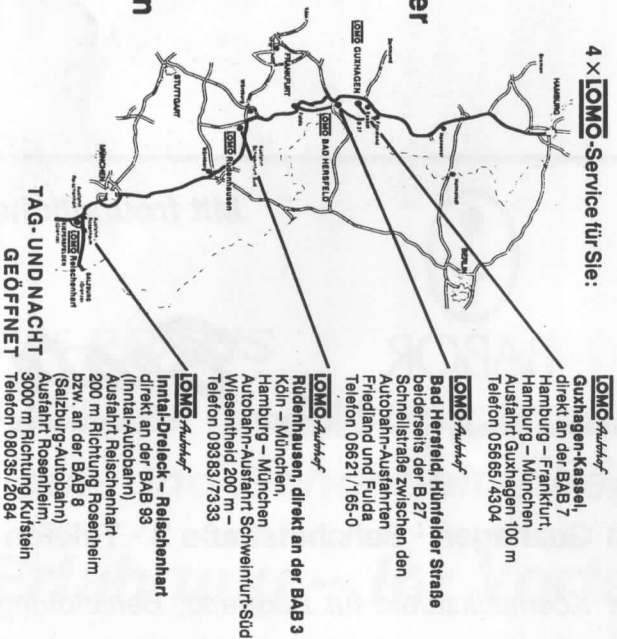 4 × LOMO-Service für Sie:
LOMO Autohof
Guxhagen-Kassel,
direkt an der BAB 7
Hamburg – Frankfurt,
Hamburg – München.
Ausfahrt Guxhagen 100 m
Telefon 05665/4304
LOMO Autohof
Bad Hersfeld, Hünfelder Straße
beiderseits der B 27
Schnellstraße zwischen den
Autobahn-Ausfahrten
Friedland und Fulda.
Telefon 06621/165-0
LOMO Autohof
Rüdenhausen, direkt an der BAB 3
Köln – München,
Hamburg – München
Autobahn-Ausfahrt Schweinfurt-Süd
Wiesentheid 200 m –
Telefon 09383/7333
LOMO Autohof
Inntal-Dreieck – Reischenhart
direkt an der BAB 93
(Inntal-Autobahn)
Ausfahrt Reischenhart
200 m Richtung Rosenheim
bzw. an der BAB 8
(Salzburg-Autobahn)
Ausfahrt Rosenheim,
3000 m Richtung Kufstein
Telefon 08035/2084
TAG- UND NACHT
GEÖFFNET
HAMBURG
BERLIN
LOMO GUXHAGEN
LOMO BAD HERSFELD
FRANKFURT
STUTTGART
MÜNCHEN
LOMO Reischenhart
SALZBURG
er
n